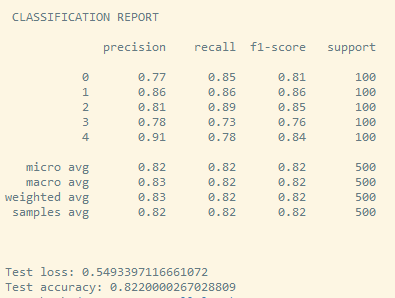 CLASSIFICATION REPORT
precision recall f1-score support
0 0.77 0.85 0.81 100
1 0.86 0.86 0.86 100
2 0.81 0.89 0.85 100
3 0.78 0.73 0.76 100
4 0.91 0.78 0.84 100
micro avg 0.82 0.82 0.82 500
macro avg 0.83 0.82 0.82 500
weighted avg 0.83 0.82 0.82 500
samples avg 0.82 0.82 0.82 500
Test loss: 0.5493397116661072
Test accuracy: 0.8220000267028809